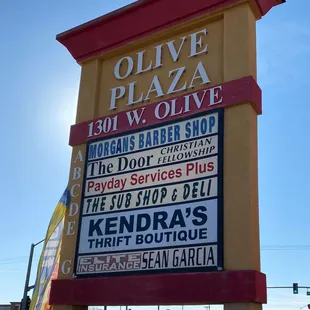 OLIVE
PLAZA
1301 W. OLIVE
MORGANS BARBER SHOP
The Door CHRISTIAN FELLOWSHIP
Payday Services Plus
THE SUB SHOP & DELI
KENDRA'S
THRIFT BOUTIQUE
ELITE INSURANCE SEAN GARCIA
A
B
C
D
E
F
G